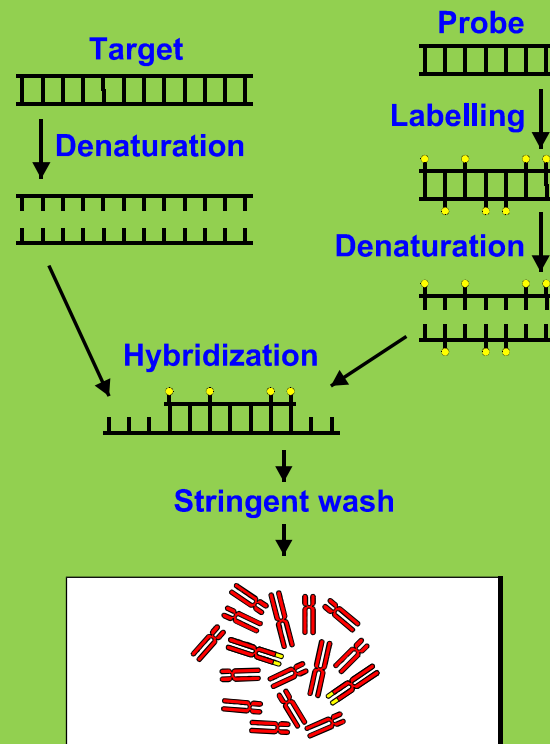 Target
Denaturation
Probe
Labelling
Denaturation
Hybridization
Stringent wash